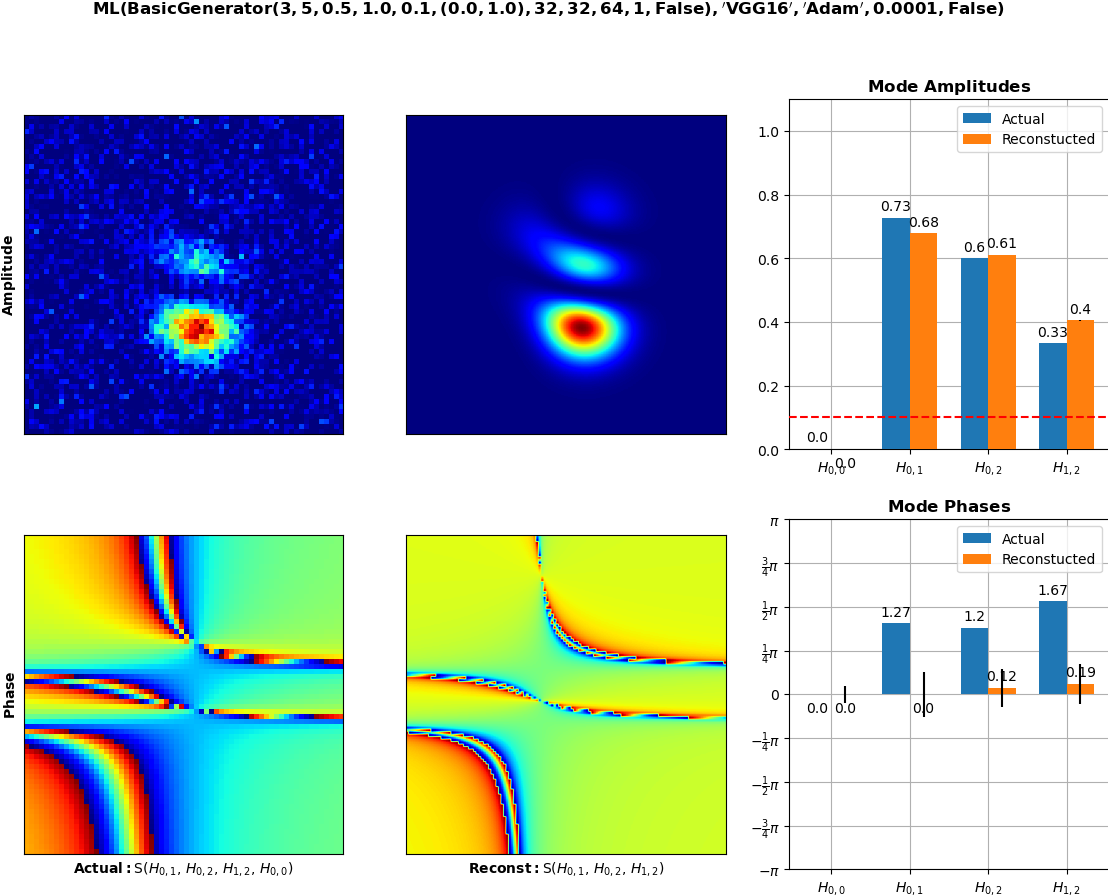 ML(BasicGenerator(3, 5, 0.5, 1.0, 0.1, (0.0, 1.0), 32, 32, 64, 1, False), ′VGG16′, ′Adam′, 0.0001, False)
Amplitude
Mode Amplitudes
Actual
Reconstucted
1.0
0.8
0.6
0.4
0.2
0.0
0.0
0.0
0.73
0.68
0.6
0.61
0.33
0.4
H0,0
H0,1
H0,2
H1,2
Phase
Actual: S(H0,1, H0,2, H1,2, H0,0)
Reconst: S(H0,1, H0,2, H1,2)
Mode Phases
Actual
Reconstucted
π
3/4π
1/2π
1/4π
0
−1/4π
−1/2π
−3/4π
−π
0.0
0.0
1.27
0.0
1.2
0.12
1.67
0.19
H0,0
H0,1
H0,2
H1,2